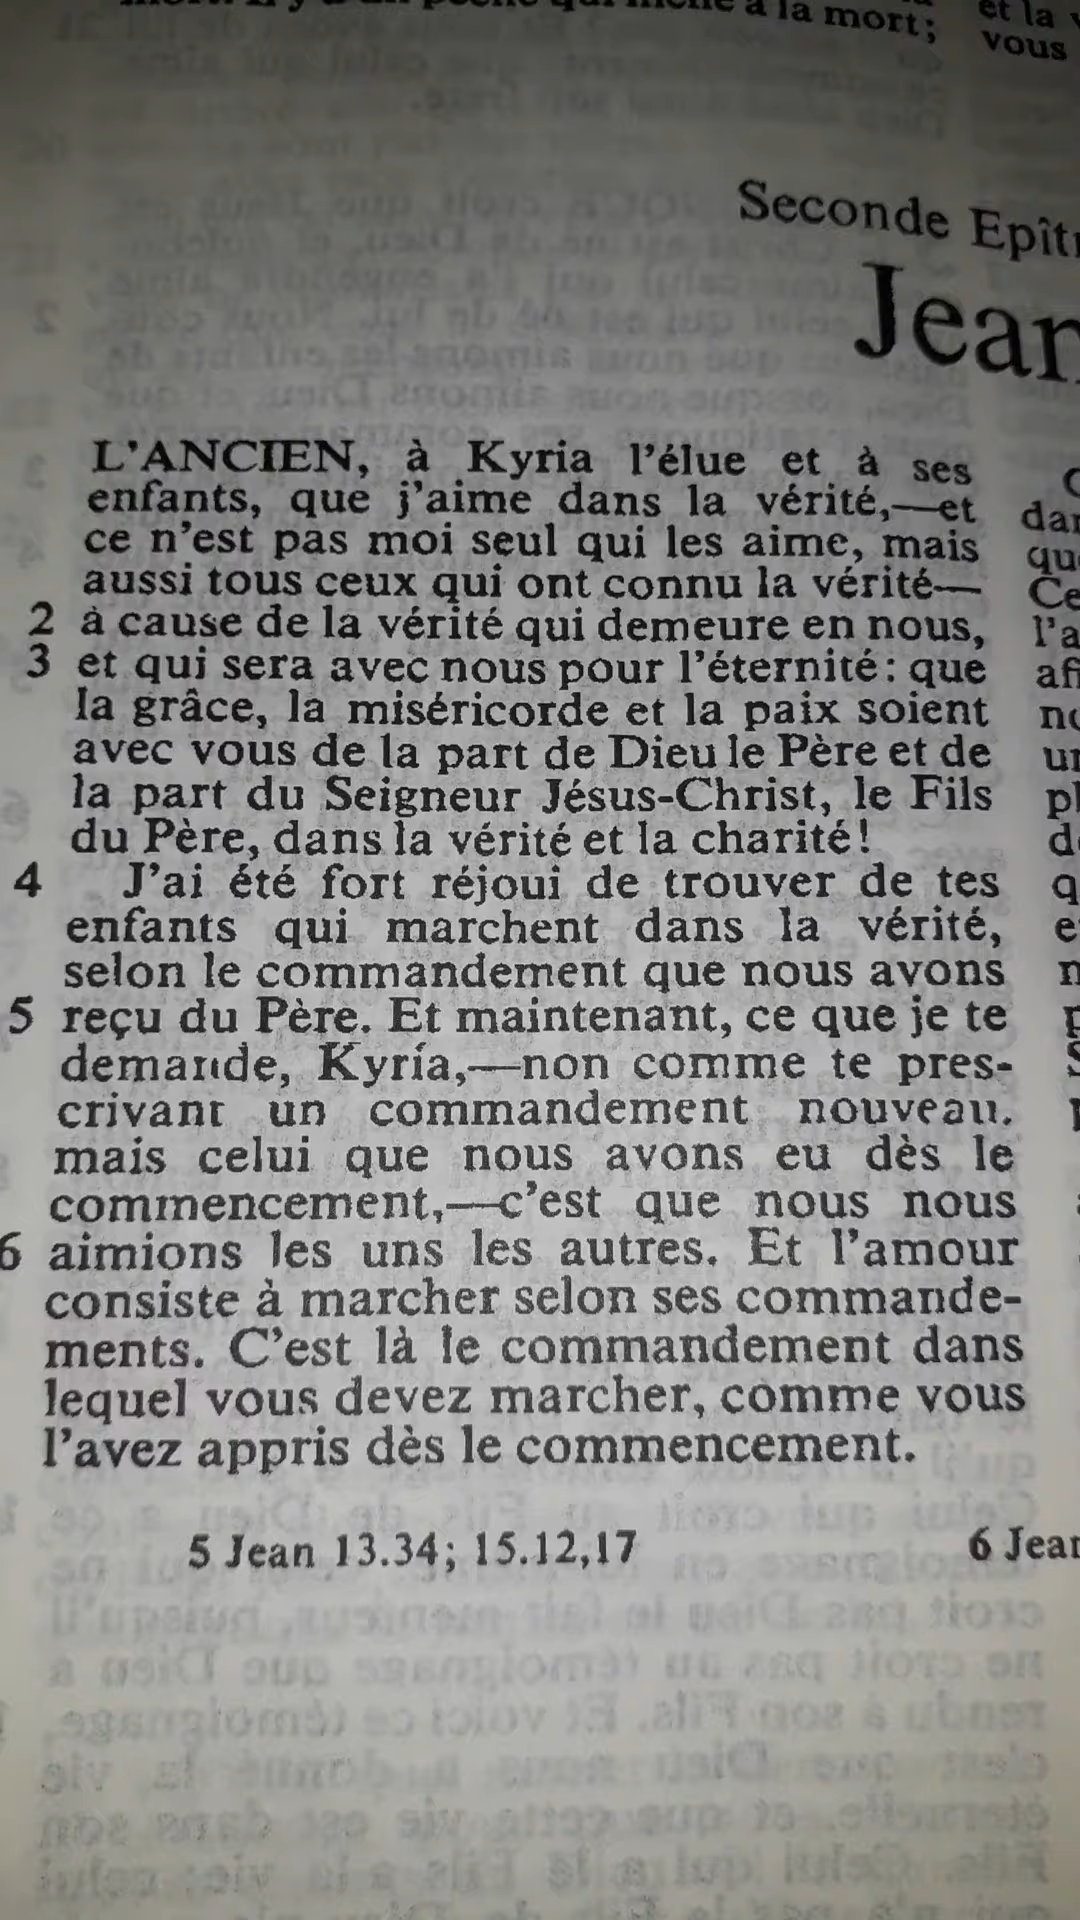 à la mort;
et la
vous
Seconde Epît
Jean
L'ANCIEN, à Kyria l'élue et à ses
enfants, que j'aime dans la vérité,—et
ce n'est pas moi seul qui les aime, mais
aussi tous ceux qui ont connu la vérité—
2 à cause de la vérité qui demeure en nous,
3 et qui sera avec nous pour l'éternité: que
la grâce, la miséricorde et la paix soient
avec vous de la part de Dieu le Père et de
la part du Seigneur Jésus-Christ, le Fils
du Père, dans la vérité et la charité!
4 J'ai été fort réjoui de trouver de tes
enfants qui marchent dans la vérité,
selon le commandement que nous avons
5 reçu du Père. Et maintenant, ce que je te
demande, Kyria,—non comme te pres-
crivant un commandement nouveau,
mais celui que nous avons eu dès le
commencement,—c'est que nous nous
6 aimions les uns les autres. Et l'amour
consiste à marcher selon ses commande-
ments. C'est là le commandement dans
lequel vous devez marcher, comme vous
l'avez appris dès le commencement.
5 Jean 13.34; 15.12,17
6 Jean